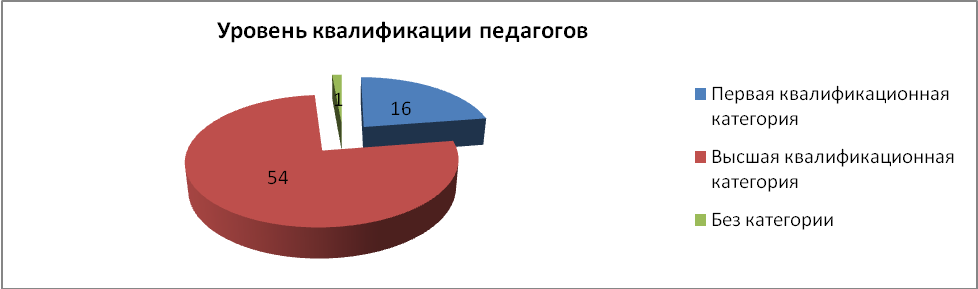 Уровень квалификации педагогов
1
16
54
Первая квалификационная
категория
Высшая квалификационная
категория
Без категории